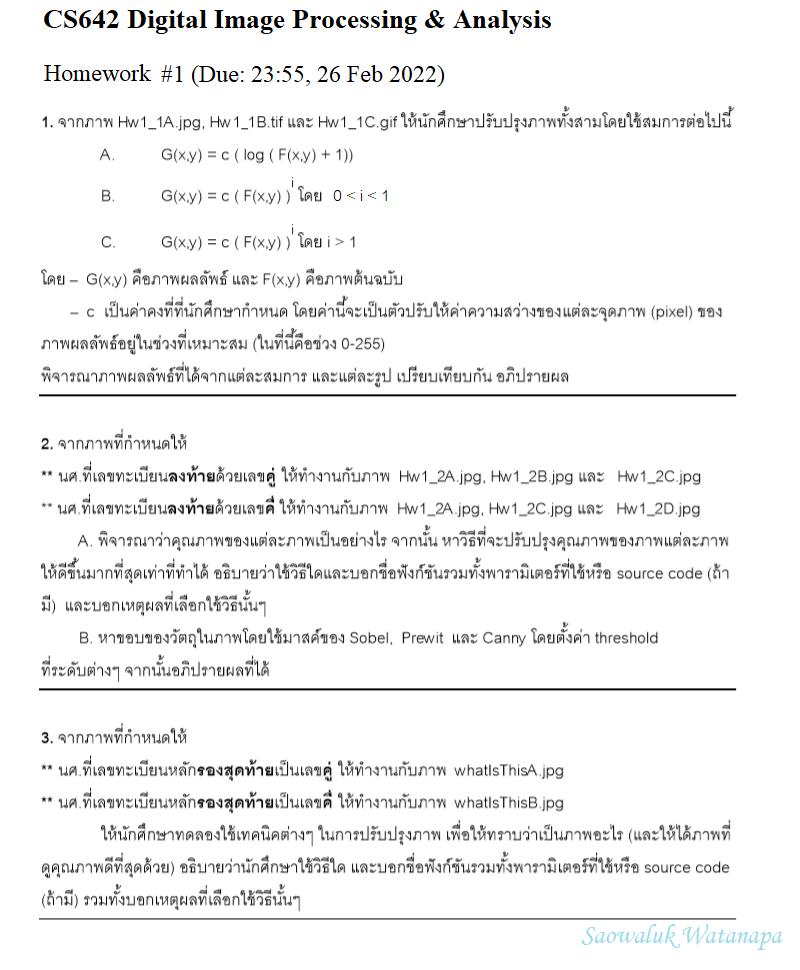 CS642 Digital Image Processing & Analysis
Homework #1 (Due: 23:55, 26 Feb 2022)
1. จากภาพ Hw1_1A.jpg, Hw1_1B.tif และ Hw1_1C.gif ให้นักศึกษาปรับปรุงภาพทั้งสามโดยใช้สมการต่อไปนี้
A. G(x,y) = c ( log ( F(x,y) + 1))
B. G(x,y) = c ( F(x,y) )^i โดย 0 < i < 1
C. G(x,y) = c ( F(x,y) )^i โดย i > 1
โดย – G(x,y) คือภาพผลลัพธ์ และ F(x,y) คือภาพต้นฉบับ
– c เป็นค่าคงที่ที่นักศึกษากำหนด โดยค่านี้จะเป็นตัวปรับให้ค่าความสว่างของแต่ละจุดภาพ (pixel) ของ
ภาพผลลัพธ์อยู่ในช่วงที่เหมาะสม (ในที่นี้คือช่วง 0-255)
พิจารณาภาพผลลัพธ์ที่ได้จากแต่ละสมการ และแต่ละรูป เปรียบเทียบกัน อภิปรายผล
2. จากภาพที่กำหนดให้
** นศ.ที่เลขทะเบียนลงท้ายด้วยเลขคู่ ให้ทำงานกับภาพ Hw1_2A.jpg, Hw1_2B.jpg และ Hw1_2C.jpg
** นศ.ที่เลขทะเบียนลงท้ายด้วยเลขคี่ ให้ทำงานกับภาพ Hw1_2A.jpg, Hw1_2C.jpg และ Hw1_2D.jpg
A. พิจารณาว่าคุณภาพของแต่ละภาพเป็นอย่างไร จากนั้น หาวิธีที่จะปรับปรุงคุณภาพของภาพแต่ละภาพ
ให้ดีขึ้นมากที่สุดเท่าที่ทำได้ อธิบายว่าใช้วิธีใดและบอกชื่อฟังก์ชันรวมทั้งพารามิเตอร์ที่ใช้หรือ source code (ถ้า
มี) และบอกเหตุผลที่เลือกใช้วิธีนั้นๆ
B. หาขอบของวัตถุในภาพโดยใช้มาสค์ของ Sobel, Prewit และ Canny โดยตั้งค่า threshold
ที่ระดับต่างๆ จากนั้นอภิปรายผลที่ได้
3. จากภาพที่กำหนดให้
** นศ.ที่เลขทะเบียนหลักรองสุดท้ายเป็นเลขคู่ ให้ทำงานกับภาพ whatIsThisA.jpg
** นศ.ที่เลขทะเบียนหลักรองสุดท้ายเป็นเลขคี่ ให้ทำงานกับภาพ whatIsThisB.jpg
ให้นักศึกษาทดลองใช้เทคนิคต่างๆ ในการปรับปรุงภาพ เพื่อให้ทราบว่าเป็นภาพอะไร (และให้ได้ภาพที่
ดูคุณภาพดีที่สุดด้วย) อธิบายว่านักศึกษาใช้วิธีใด และบอกชื่อฟังก์ชันรวมทั้งพารามิเตอร์ที่ใช้หรือ source code
(ถ้ามี) รวมทั้งบอกเหตุผลที่เลือกใช้วิธีนั้นๆ
Saowaluk Watanapa